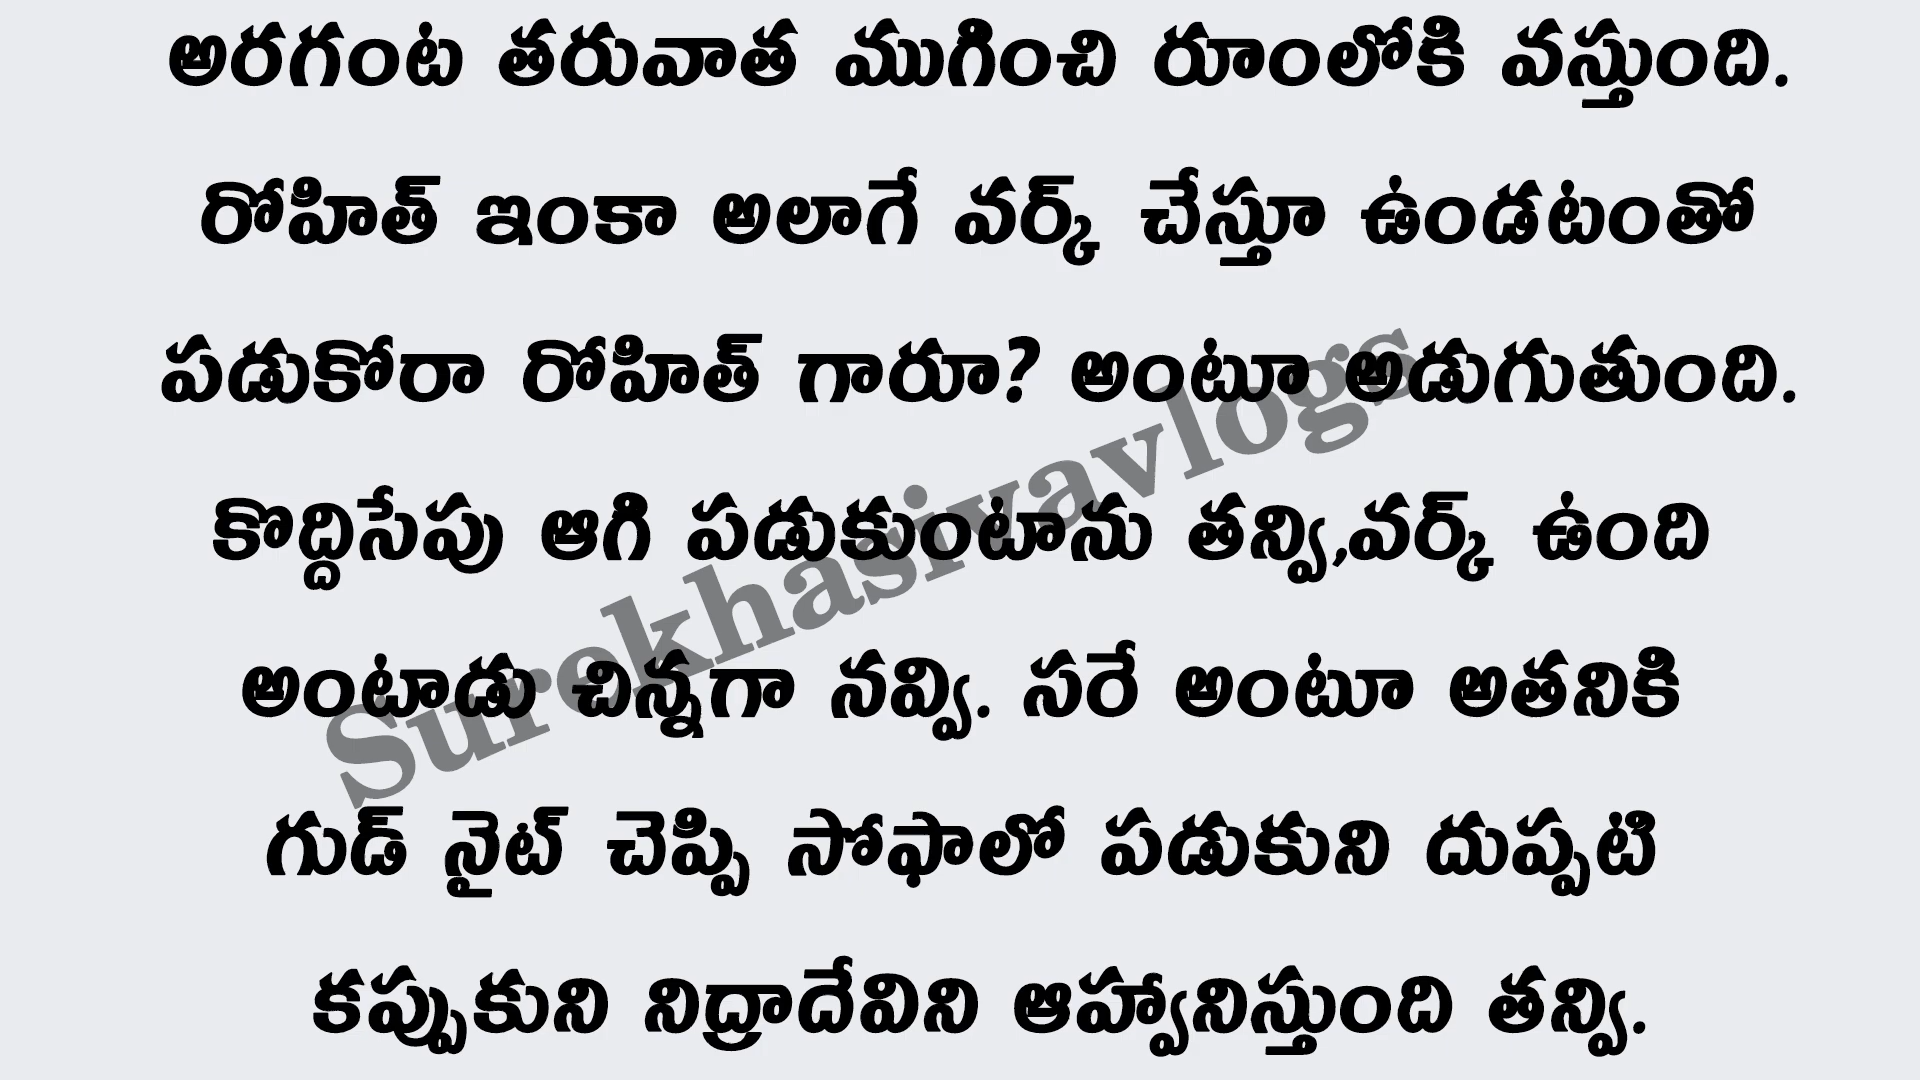 అరగంట తరువాత ముగించి రూంలోకి వస్తుంది.
రోహిత్ ఇంకా అలాగే వర్క్ చేస్తూ ఉండటంతో
పడుకోరా రోహిత్ గారూ? అంటూ అడుగుతుంది.
కొద్దిసేపు ఆగి పడుకుంటాను తన్వి,వర్క్ ఉంది
అంటాడు చిన్నగా నవ్వి. సరే అంటూ అతనికి
గుడ్ నైట్ చెప్పి సోఫాలో పడుకుని దుప్పటి
కప్పుకుని నిద్రాదేవిని ఆహ్వానిస్తుంది తన్వి.
Surekhasivavlogs